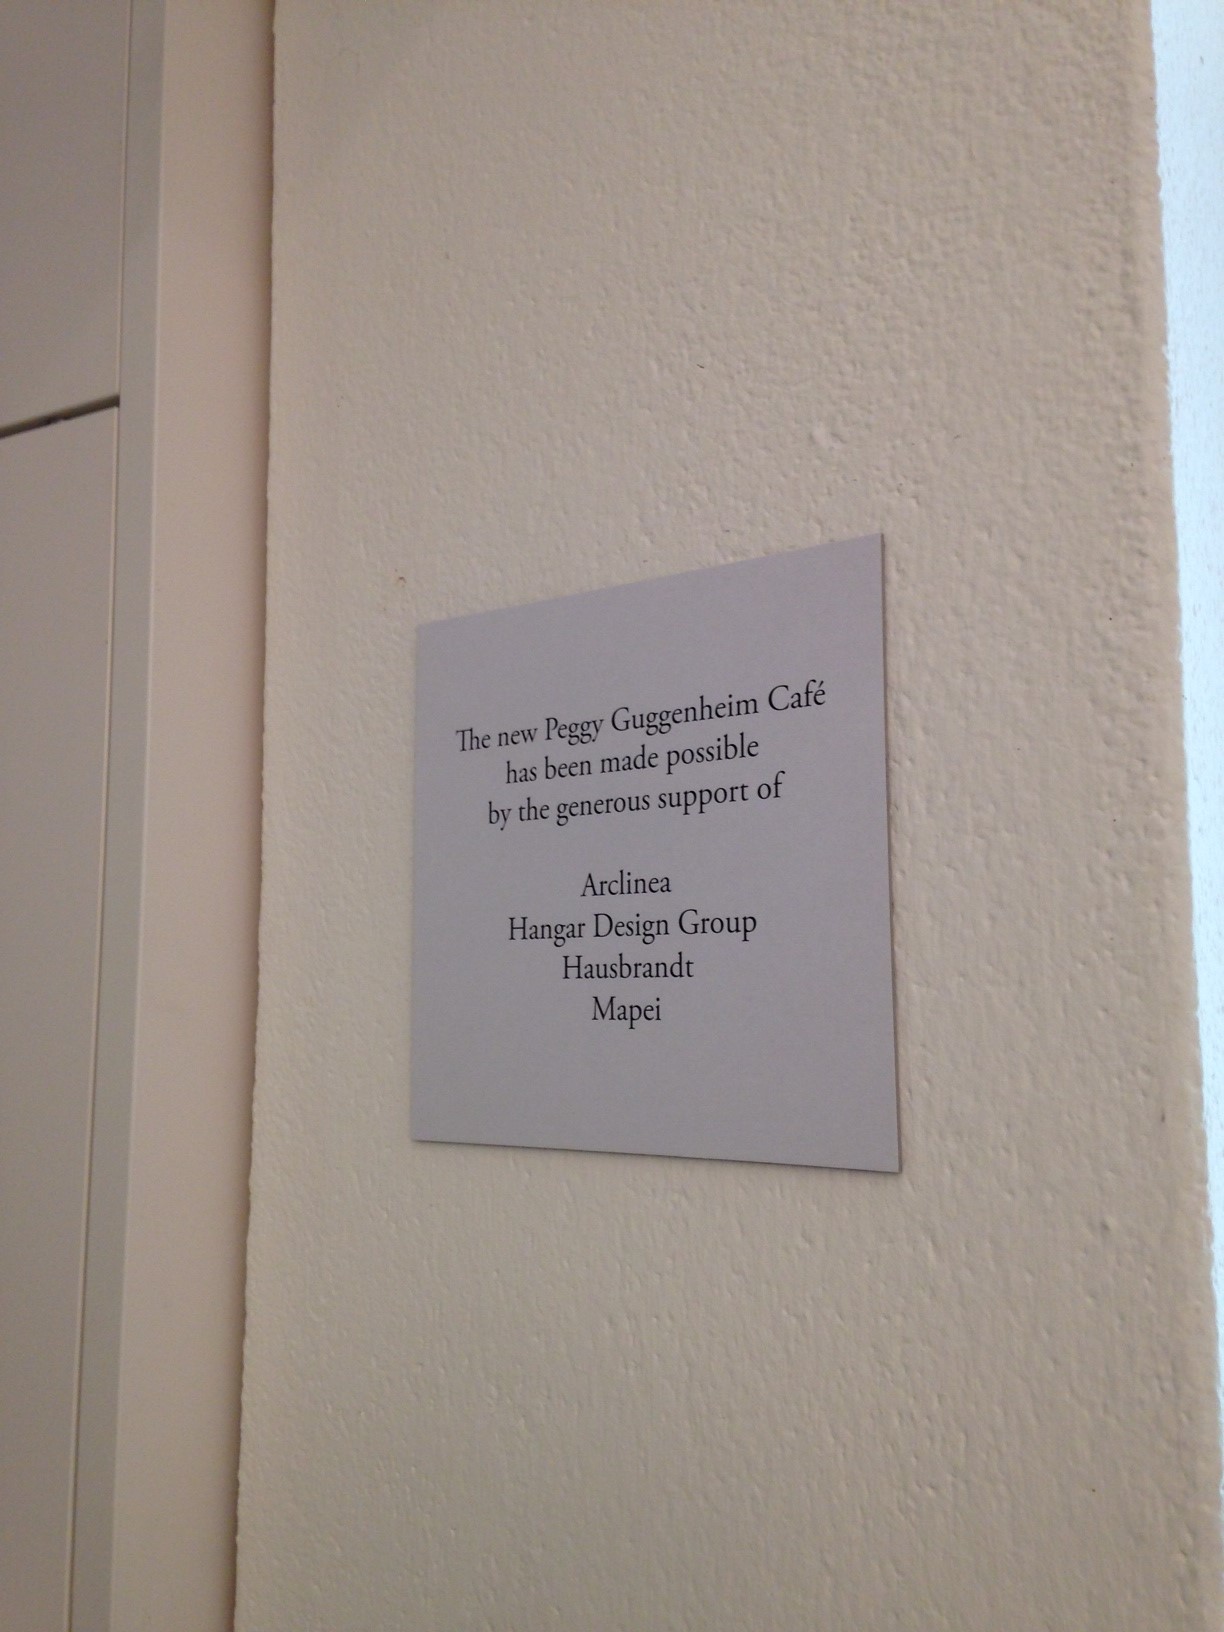 The new Peggy Guggenheim Café
has been made possible
by the generous support of
Arclinea
Hangar Design Group
Hausbrandt
Mapei